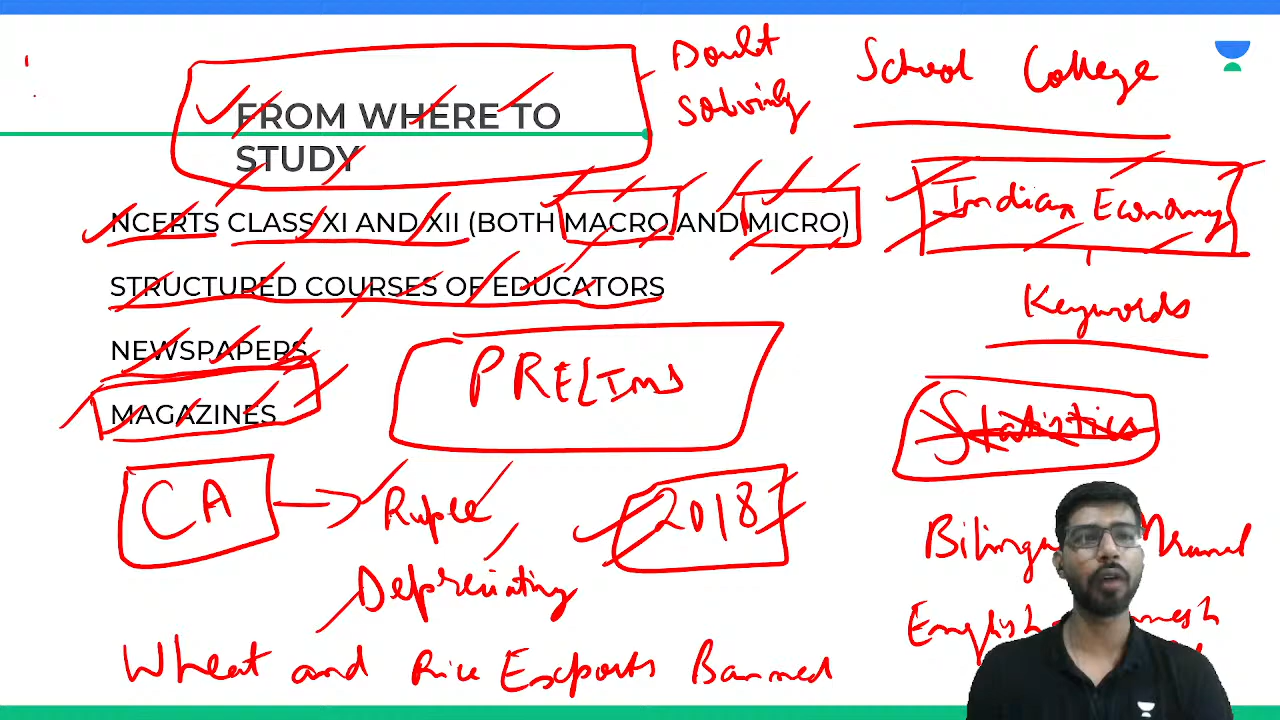 FROM WHERE TO
STUDY
Doubt
Solving
School College
NCERTS CLASS XI AND XII (BOTH MACRO AND MICRO)
Indian Economy
STRUCTURED COURSES OF EDUCATORS
Keywords
NEWSPAPERS
MAGAZINES
PRELIMS
Statistics
CA
Rupee
2018
Depreciating
Wheat and Rice Exports Banned
English